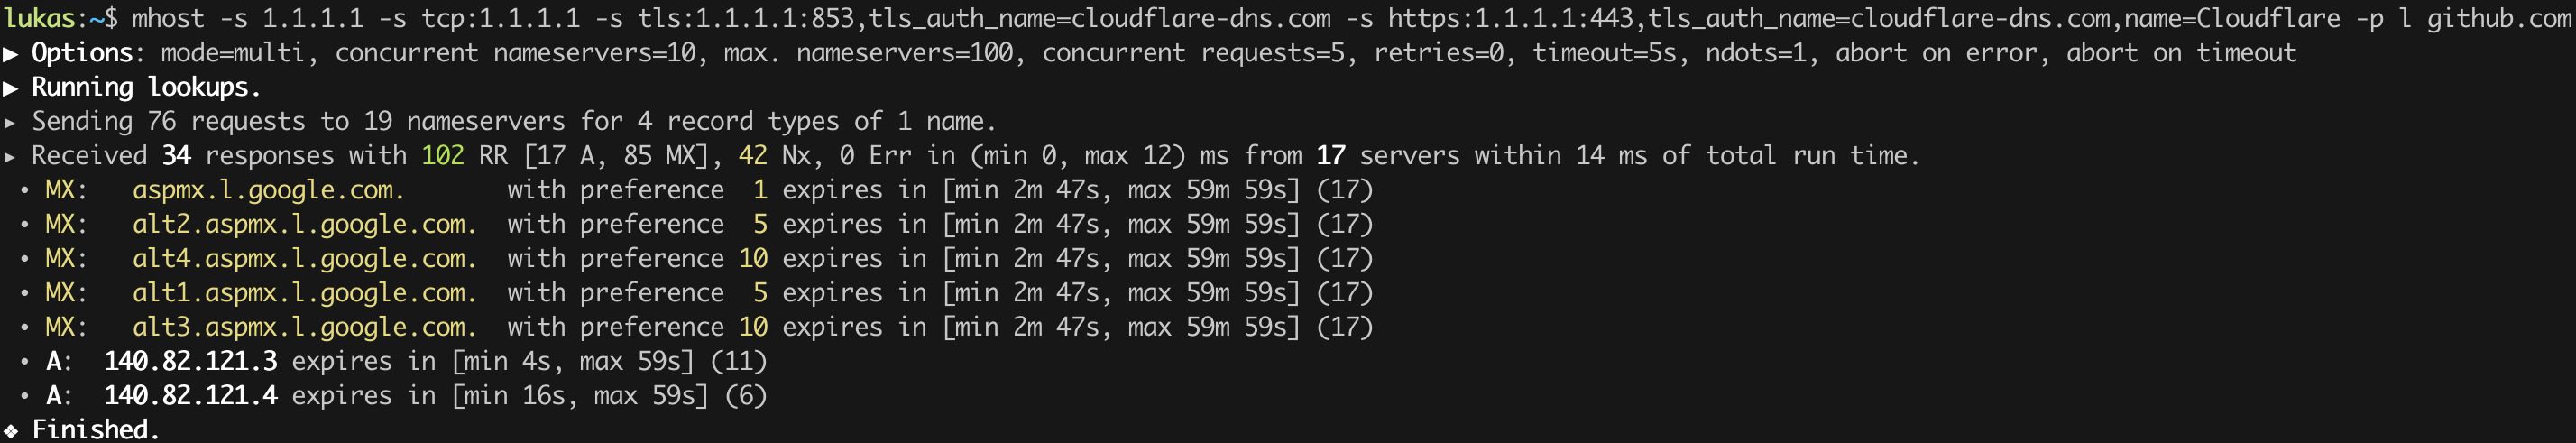 lukas:~$ mhost -s 1.1.1.1 -s tcp:1.1.1.1 -s tls:1.1.1.1:853,tls_auth_name=cloudflare-dns.com -s https:1.1.1.1:443,tls_auth_name=cloudflare-dns.com,name=Cloudflare -p l github.com
▶ Options: mode=multi, concurrent nameservers=10, max. nameservers=100, concurrent requests=5, retries=0, timeout=5s, ndots=1, abort on error, abort on timeout
▶ Running lookups.
▸ Sending 76 requests to 19 nameservers for 4 record types of 1 name.
▸ Received 34 responses with 102 RR [17 A, 85 MX], 42 Nx, 0 Err in (min 0, max 12) ms from 17 servers within 14 ms of total run time.
• MX:   aspmx.l.google.com.       with preference  1 expires in [min 2m 47s, max 59m 59s] (17)
• MX:   alt2.aspmx.l.google.com.  with preference  5 expires in [min 2m 47s, max 59m 59s] (17)
• MX:   alt4.aspmx.l.google.com.  with preference 10 expires in [min 2m 47s, max 59m 59s] (17)
• MX:   alt1.aspmx.l.google.com.  with preference  5 expires in [min 2m 47s, max 59m 59s] (17)
• MX:   alt3.aspmx.l.google.com.  with preference 10 expires in [min 2m 47s, max 59m 59s] (17)
• A:  140.82.121.3 expires in [min 4s, max 59s] (11)
• A:  140.82.121.4 expires in [min 16s, max 59s] (6)
❖ Finished.